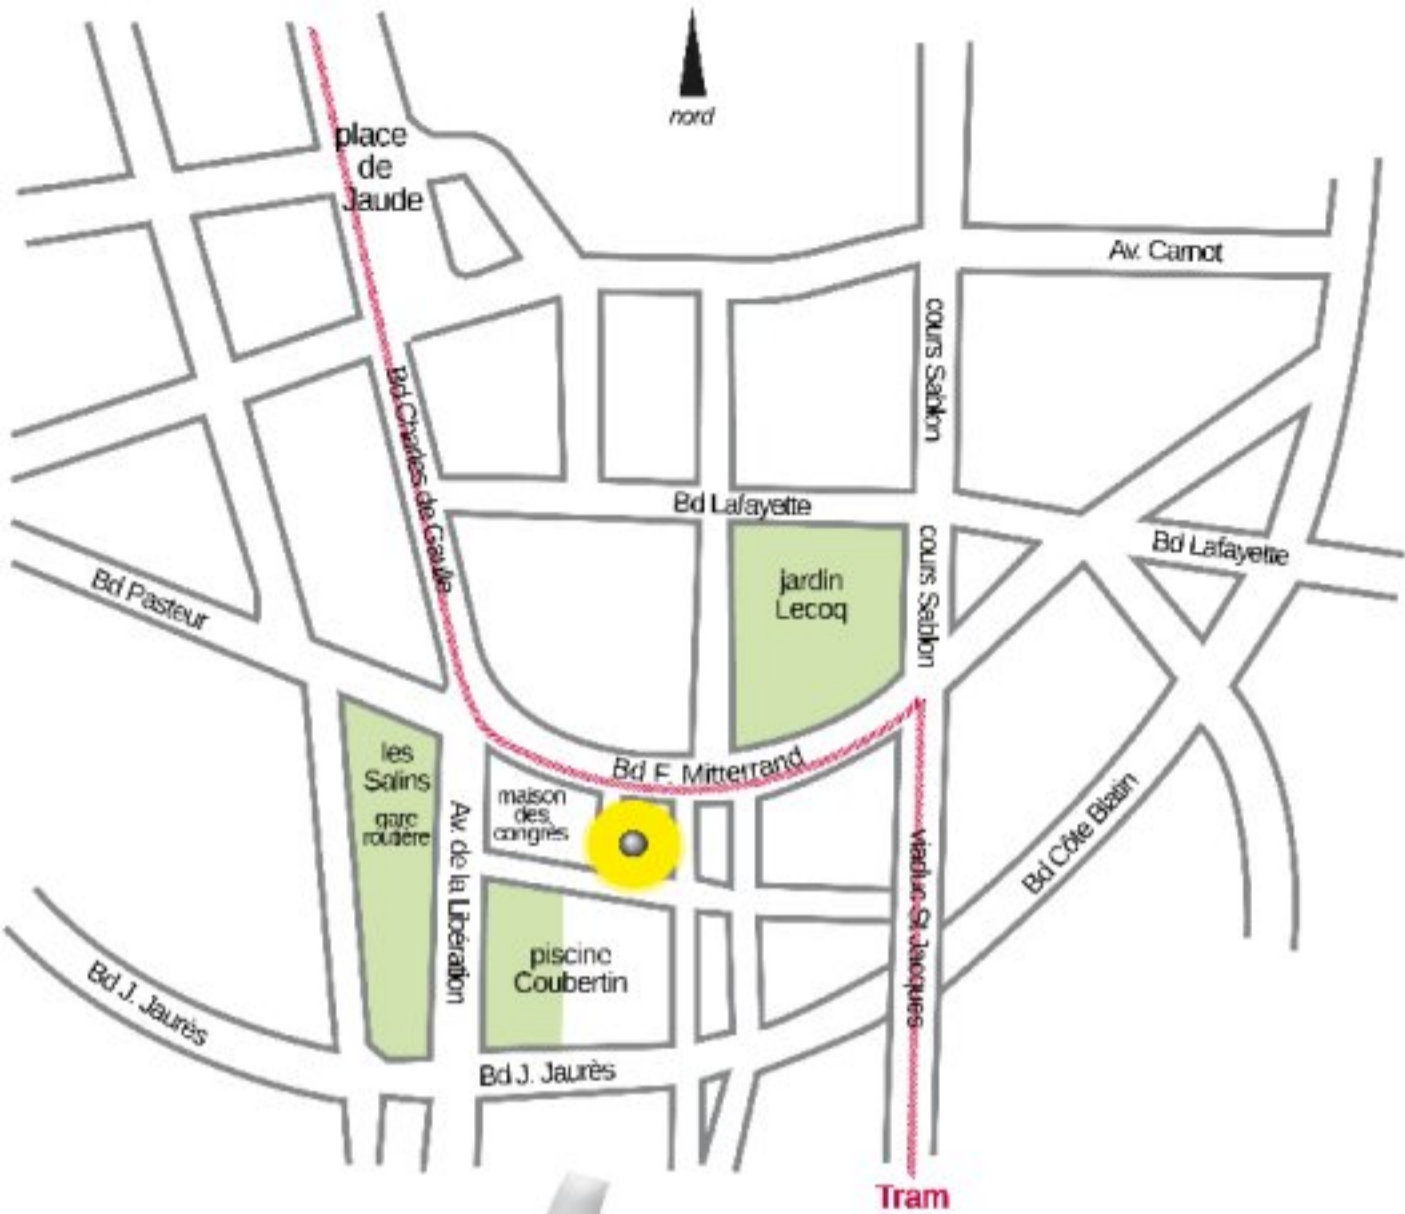 nord
place
de
Jaude
Av. Carnot
cours Sablon
Bd Charles de Gaulle
Bd Lafayette
Bd Lafayette
cours Sablon
jardin
Lecoq
Bd Pasteur
les
Salins
gare
routière
Bd F. Mitterrand
maison
des
congrès
Av. de la Libération
viaduc St Jacques
Bd Côte Blatin
piscine
Coubertin
Bd J. Jaurès
Bd J. Jaurès
Tram